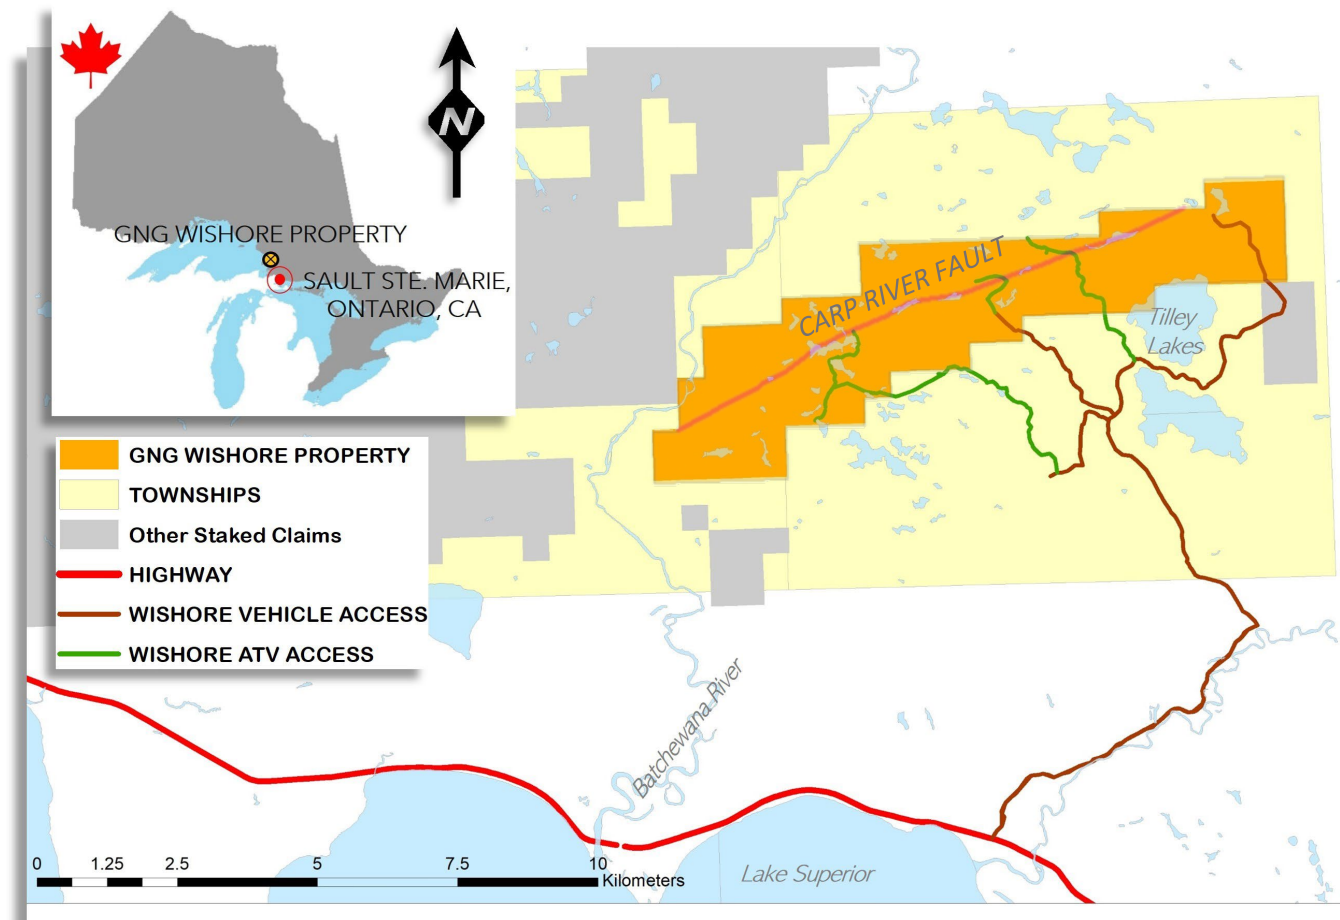 N
GNG WISHORE PROPERTY
SAULT STE. MARIE,
ONTARIO, CA
CARP RIVER FAULT
Tilley
Lakes
GNG WISHORE PROPERTY
TOWNSHIPS
Other Staked Claims
HIGHWAY
WISHORE VEHICLE ACCESS
WISHORE ATV ACCESS
Batchewana River
Lake Superior
0 1.25 2.5 5 7.5 10
Kilometers